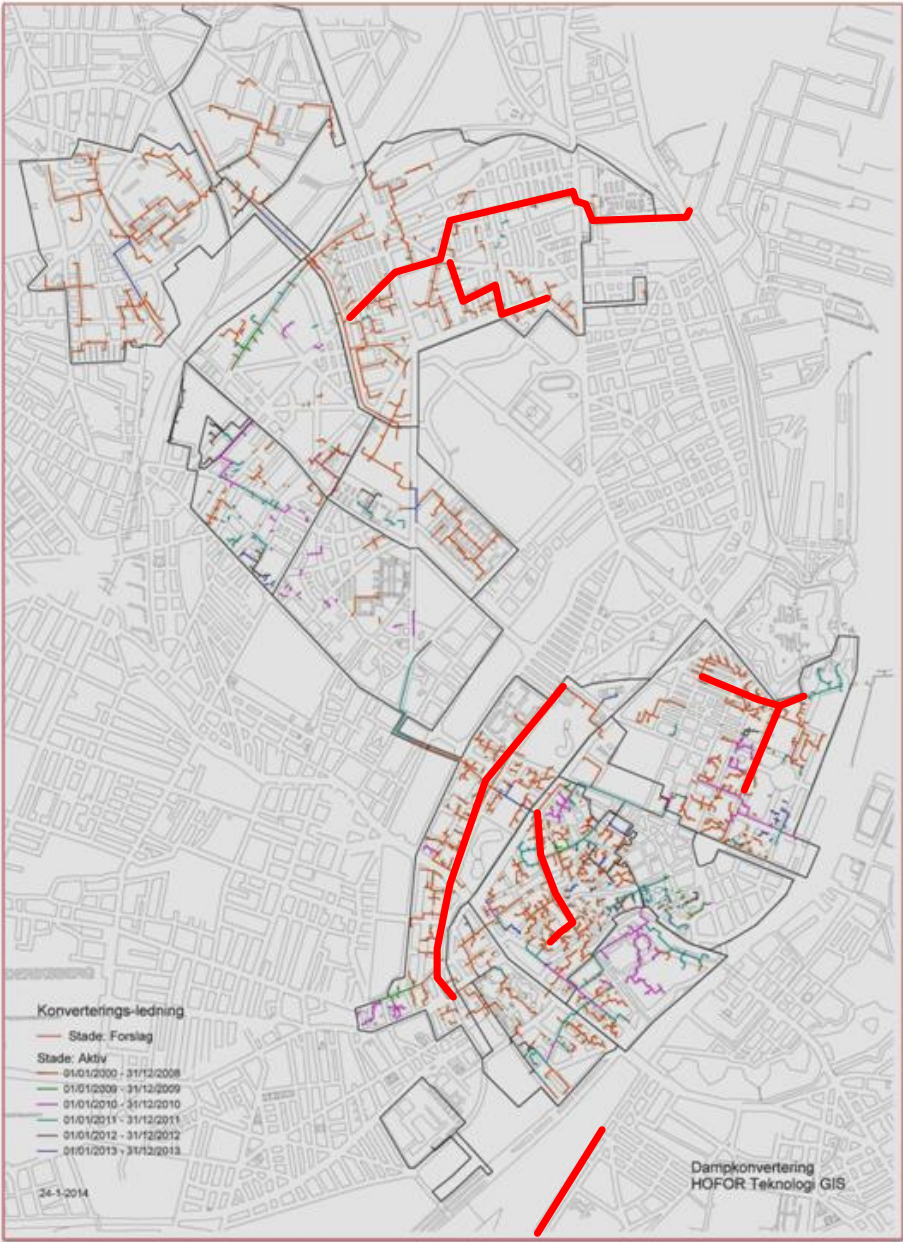 Konverterings-ledning
Stade: Forslag
Stade: Aktiv
01/01/2000 - 31/12/2008
01/01/2009 - 31/12/2009
01/01/2010 - 31/12/2010
01/01/2011 - 31/12/2011
01/01/2012 - 31/12/2012
01/01/2013 - 31/12/2013
24-1-2014
Dampkonvertering
HOFOR Teknologi GIS